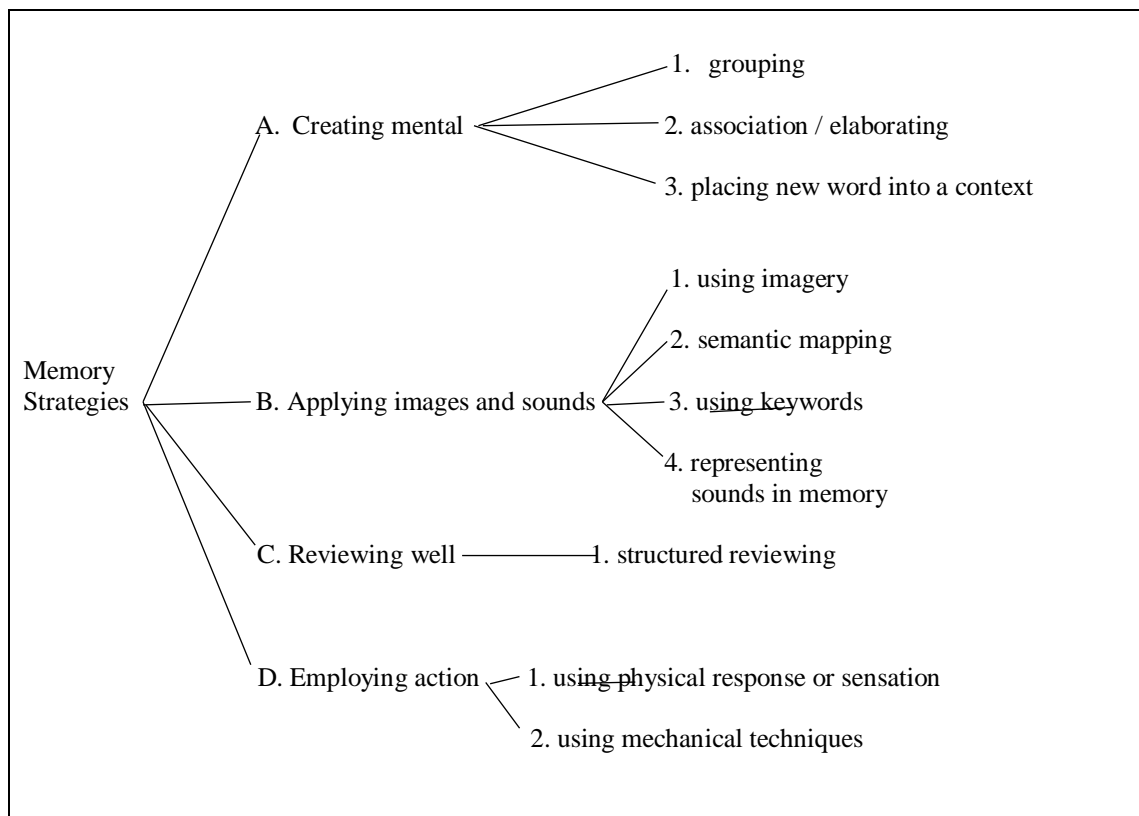 Memory
Strategies
A. Creating mental
1. grouping
2. association / elaborating
3. placing new word into a context
B. Applying images and sounds
1. using imagery
2. semantic mapping
3. using keywords
4. representing
sounds in memory
C. Reviewing well
1. structured reviewing
D. Employing action
1. using physical response or sensation
2. using mechanical techniques